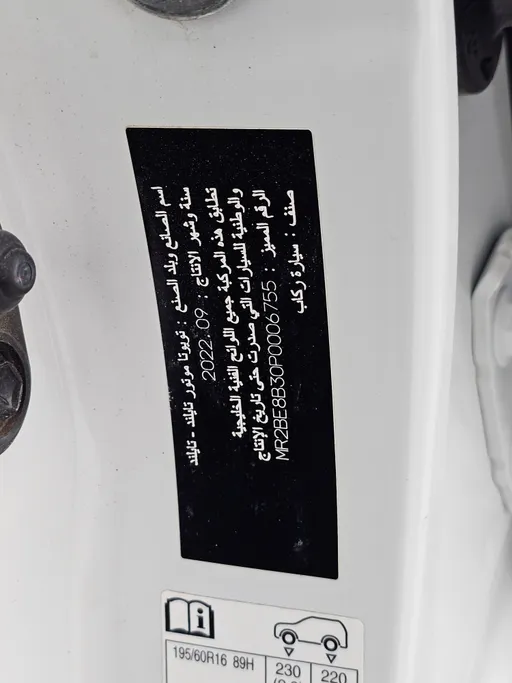 اسم الصانع وبلد الصنع : تويوتا موتور تايلند - تايلند
سنة وشهر الانتاج : 2022.09
تطابق هذه المركبة جميع اللوائح الفنية الخليجية
والوطنية للسيارات التي صدرت حتى تاريخ الانتاج
الرقم المميز : MR2BE8B30P0006755
صنف : سيارة ركاب
i
195/60R16 89H
230
220